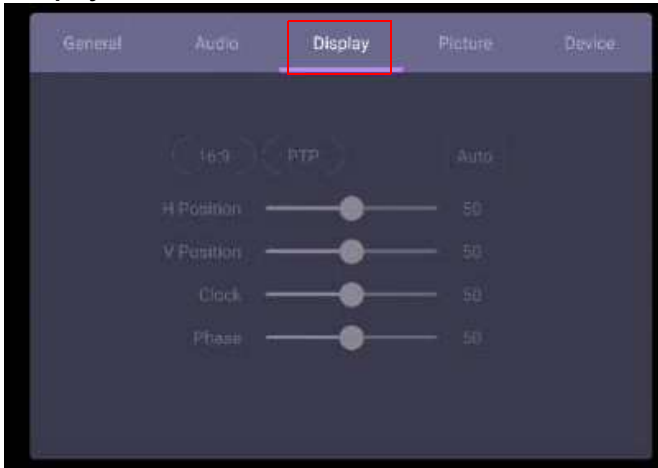 General Audio Display Picture Device
16:9 PTP Auto
H Position 50
V Position 50
Clock 50
Phase 50